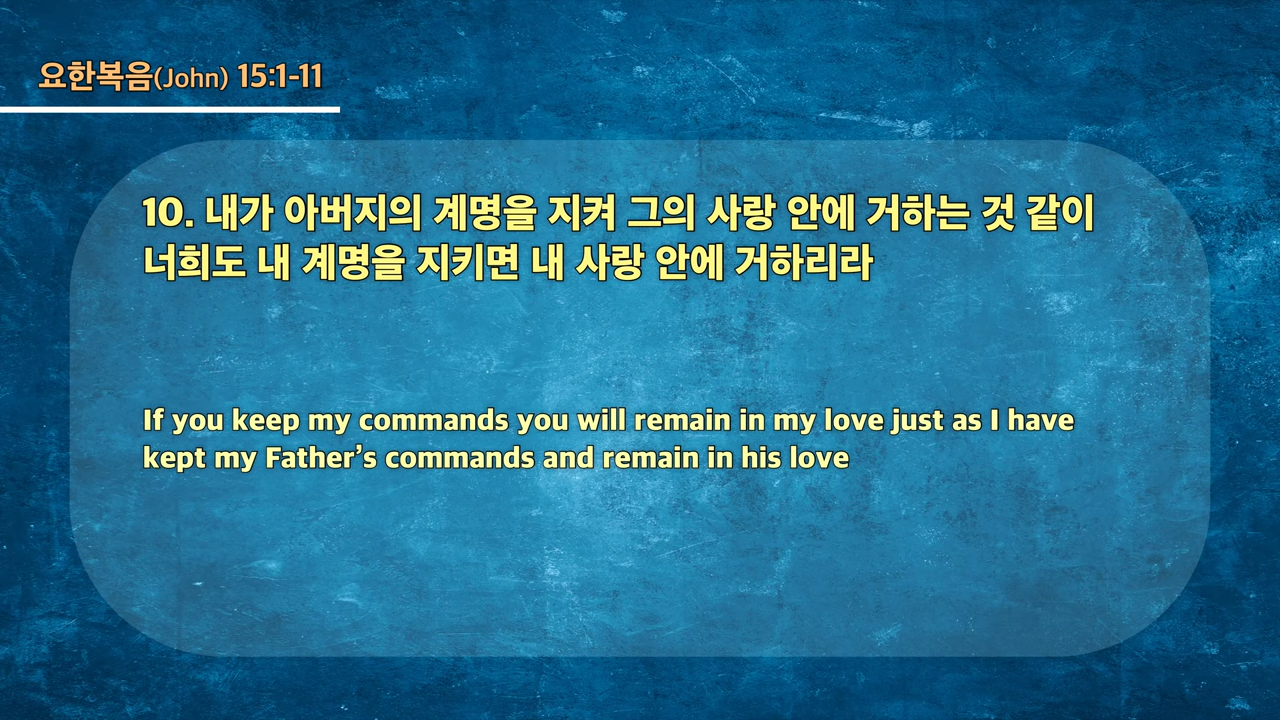 요한복음(John) 15:1-11
10. 내가 아버지의 계명을 지켜 그의 사랑 안에 거하는 것 같이
너희도 내 계명을 지키면 내 사랑 안에 거하리라
If you keep my commands you will remain in my love just as I have
kept my Father’s commands and remain in his love